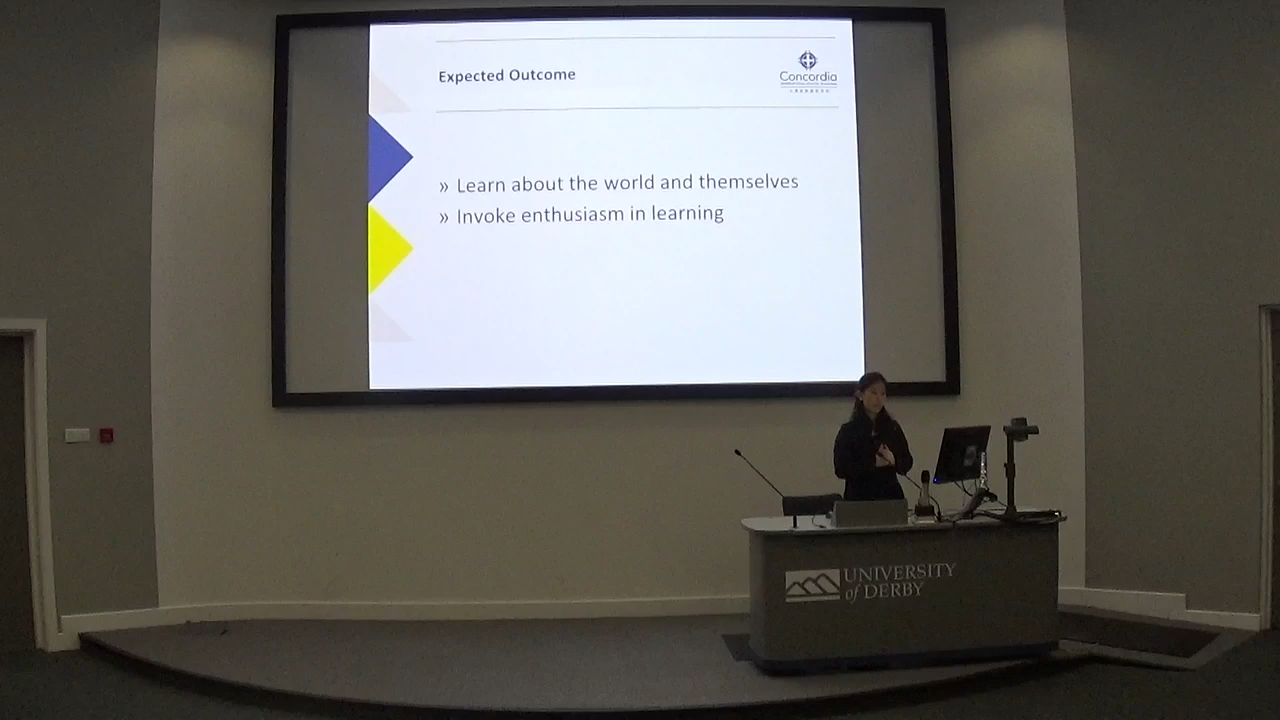 Expected Outcome
Concordia
» Learn about the world and themselves
» Invoke enthusiasm in learning
UNIVERSITY
of DERBY